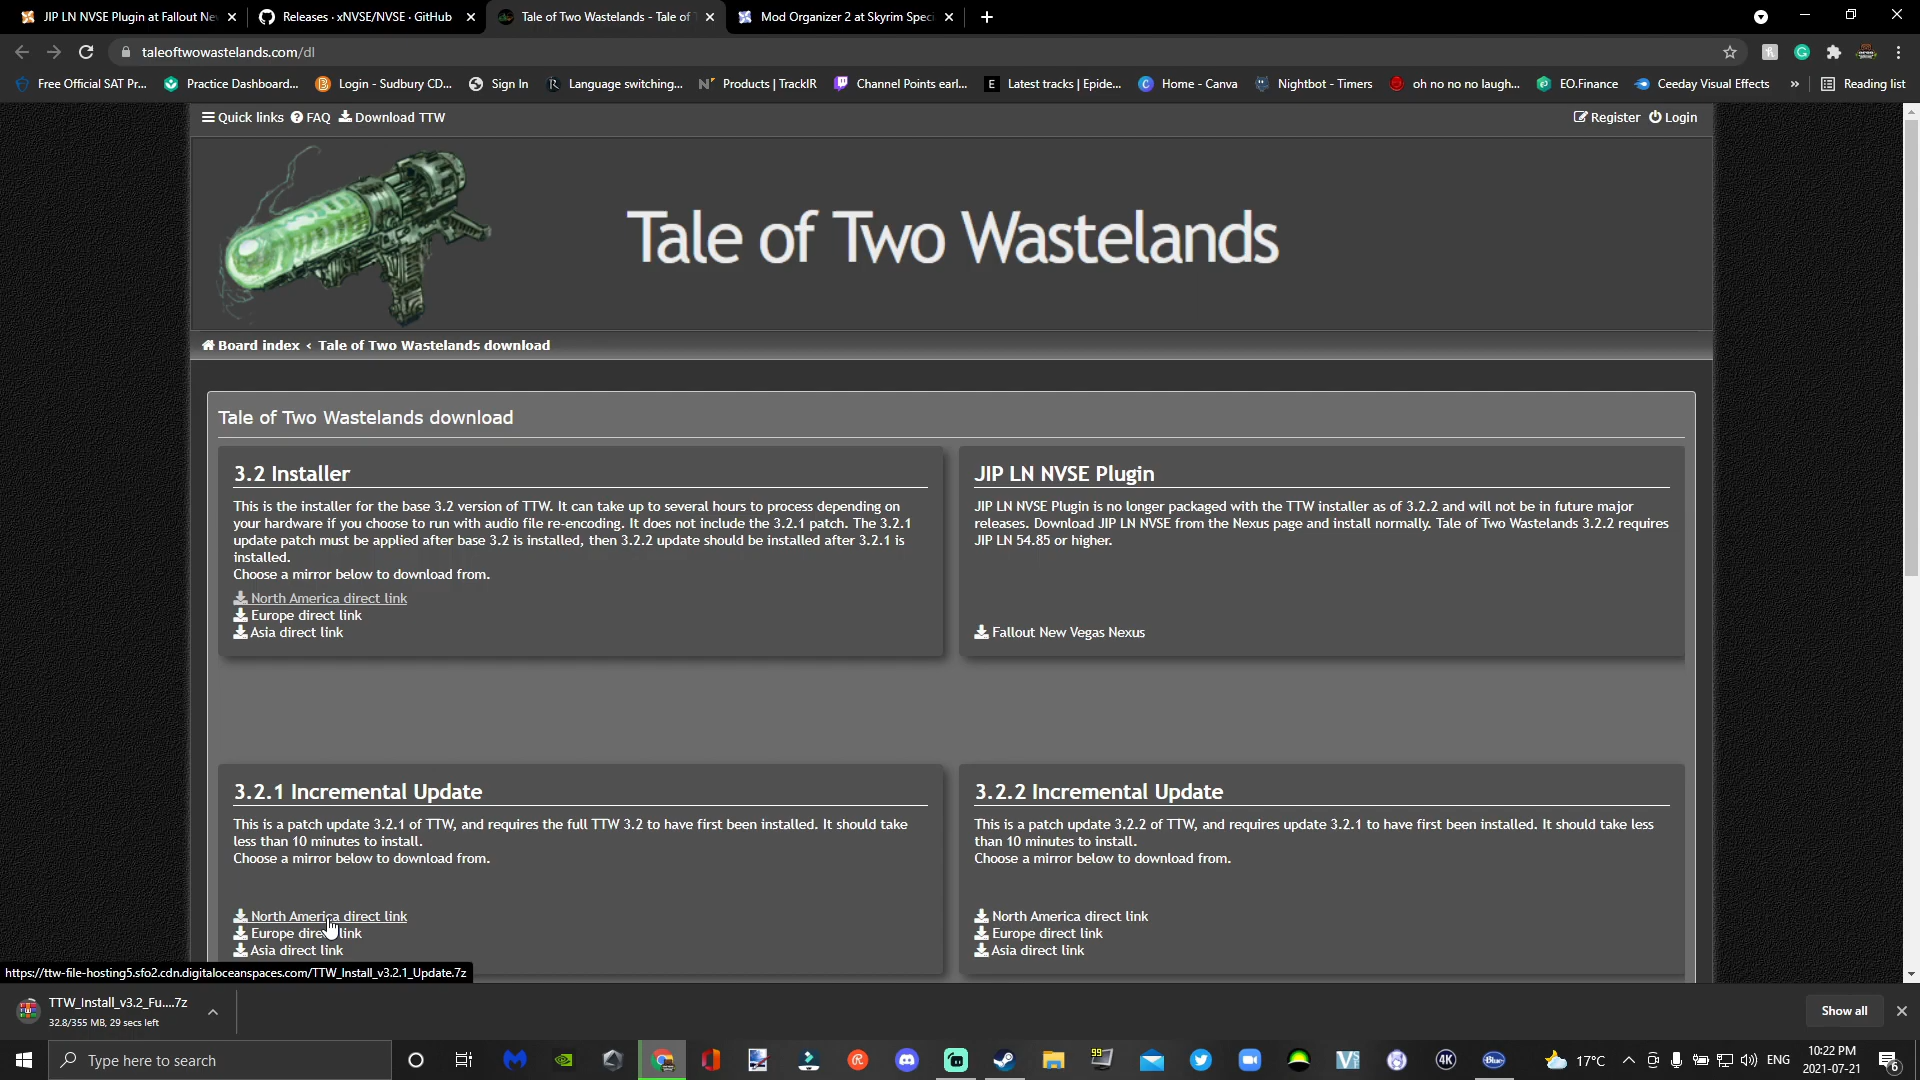 JIP LN NVSE Plugin at Fallout Ne
Releases · xNVSE/NVSE · GitHub
Tale of Two Wastelands - Tale of
Mod Organizer 2 at Skyrim Speci
taleoftwowastelands.com/dl
Free Official SAT Pr...
Practice Dashboard...
Login - Sudbury CD...
Sign In
Language switching...
Products | TrackIR
Channel Points earl...
Latest tracks | Epide...
Home - Canva
Nightbot - Timers
oh no no no laugh...
EO.Finance
Ceeday Visual Effects
»
Reading list
Quick links
FAQ
Download TTW
Register
Login
Tale of Two Wastelands
Board index ‹ Tale of Two Wastelands download
Tale of Two Wastelands download
3.2 Installer
This is the installer for the base 3.2 version of TTW. It can take up to several hours to process depending on
your hardware if you choose to run with audio file re-encoding. It does not include the 3.2.1 patch. The 3.2.1
update patch must be applied after base 3.2 is installed, then 3.2.2 update should be installed after 3.2.1 is
installed.
Choose a mirror below to download from.
North America direct link
Europe direct link
Asia direct link
JIP LN NVSE Plugin
JIP LN NVSE Plugin is no longer packaged with the TTW installer as of 3.2.2 and will not be in future major
releases. Download JIP LN NVSE from the Nexus page and install normally. Tale of Two Wastelands 3.2.2 requires
JIP LN 54.85 or higher.
Fallout New Vegas Nexus
3.2.1 Incremental Update
This is a patch update 3.2.1 of TTW, and requires the full TTW 3.2 to have first been installed. It should take
less than 10 minutes to install.
Choose a mirror below to download from.
North America direct link
Europe direct link
Asia direct link
3.2.2 Incremental Update
This is a patch update 3.2.2 of TTW, and requires update 3.2.1 to have first been installed. It should take less
than 10 minutes to install.
Choose a mirror below to download from.
North America direct link
Europe direct link
Asia direct link
https://ttw-file-hosting5.sfo2.cdn.digitaloceanspaces.com/TTW_Install_v3.2.1_Update.7z
TTW_Install_v3.2_Fu....7z
32.8/355 MB, 29 secs left
Show all
Type here to search
99
4K
Blue
17°C
ENG
10:22 PM
2021-07-21
6